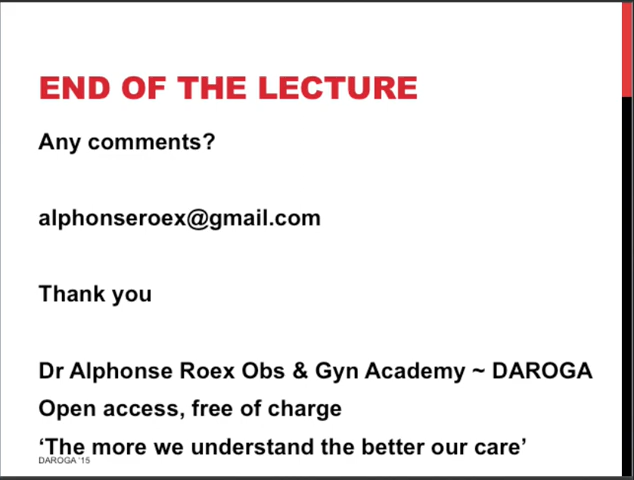 END OF THE LECTURE
Any comments?
alphonseroex@gmail.com
Thank you
Dr Alphonse Roex Obs & Gyn Academy ~ DAROGA
Open access, free of charge
‘The more we understand the better our care’
DAROGA ‘15